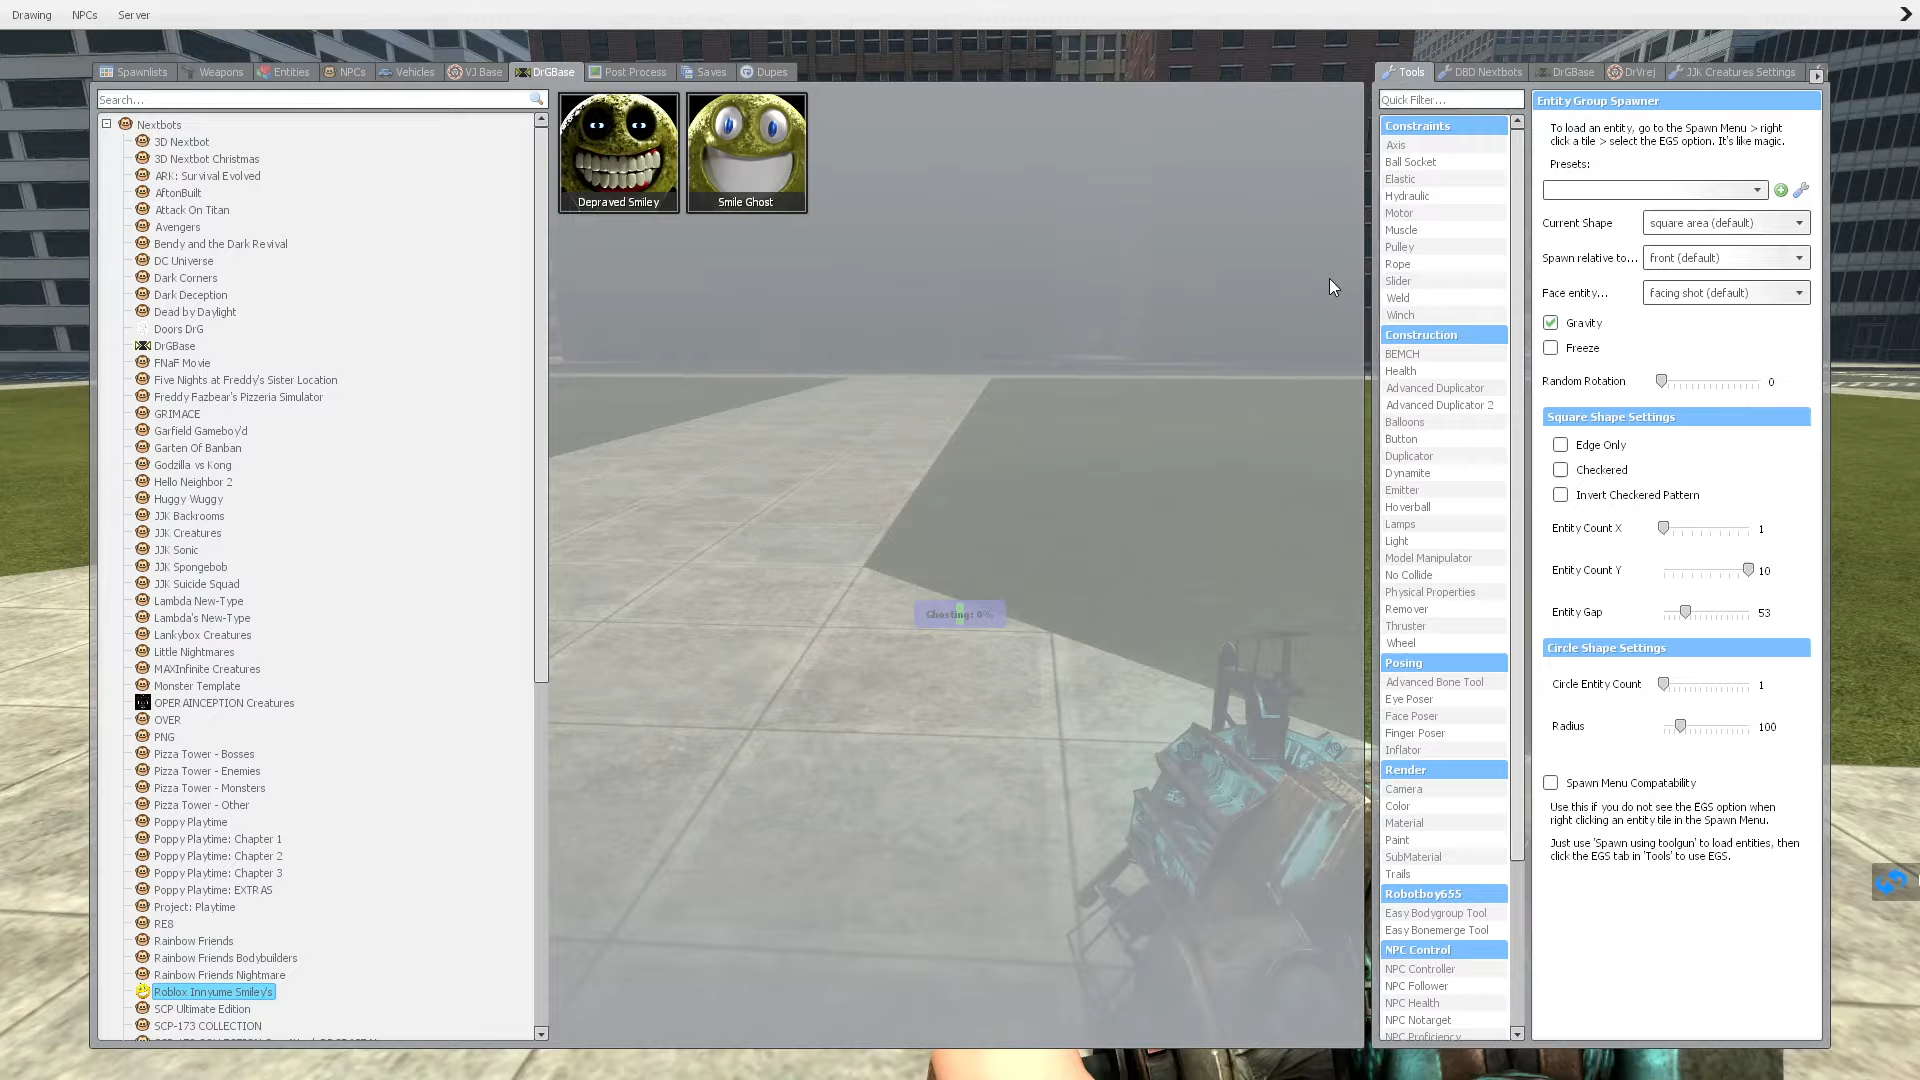 Drawing NPCs Server
Spawnlists Weapons Entities NPCs Vehicles VJ Base DrGBase Post Process Saves Dupes
Search...
Nextbots
3D Nextbot
3D Nextbot Christmas
ARK: Survival Evolved
AftonBuilt
Attack On Titan
Avengers
Bendy and the Dark Revival
DC Universe
Dark Corners
Dark Deception
Dead by Daylight
Doors DrG
DrGBase
FNaF Movie
Five Nights at Freddy's Sister Location
Freddy Fazbear's Pizzeria Simulator
GRIMACE
Garfield Gameboy'd
Garten Of Banban
Godzilla vs Kong
Hello Neighbor 2
Huggy Wuggy
JJK Backrooms
JJK Creatures
JJK Sonic
JJK Spongebob
JJK Suicide Squad
Lambda New-Type
Lambda's New-Type
Lankybox Creatures
Little Nightmares
MAXInfinite Creatures
Monster Template
OPERAINCEPTION Creatures
OVER
PNG
Pizza Tower - Bosses
Pizza Tower - Enemies
Pizza Tower - Monsters
Pizza Tower - Other
Poppy Playtime
Poppy Playtime: Chapter 1
Poppy Playtime: Chapter 2
Poppy Playtime: Chapter 3
Poppy Playtime: EXTRAS
Project: Playtime
RE8
Rainbow Friends
Rainbow Friends Bodybuilders
Rainbow Friends Nightmare
Roblox Innyume Smiley's
SCP Ultimate Edition
SCP-173 COLLECTION
Depraved Smiley
Smile Ghost
Ghosting: 0%
Tools DBD Nextbots DrGBase DrVrej JJK Creatures Settings
Quick Filter...
Constraints
Axis
Ball Socket
Elastic
Hydraulic
Motor
Muscle
Pulley
Rope
Slider
Weld
Winch
Construction
BEMCH
Health
Advanced Duplicator
Advanced Duplicator 2
Balloons
Button
Duplicator
Dynamite
Emitter
Hoverball
Lamps
Light
Model Manipulator
No Collide
Physical Properties
Remover
Thruster
Wheel
Posing
Advanced Bone Tool
Eye Poser
Face Poser
Finger Poser
Inflator
Render
Camera
Color
Material
Paint
SubMaterial
Trails
Robotboy655
Easy Bodygroup Tool
Easy Bonemerge Tool
NPC Control
NPC Controller
NPC Follower
NPC Health
NPC Notarget
NPC Proficiency
Entity Group Spawner
To load an entity, go to the Spawn Menu > right
click a tile > select the EGS option. It's like magic.
Presets:
Current Shape square area (default)
Spawn relative to... front (default)
Face entity... facing shot (default)
Gravity
Freeze
Random Rotation 0
Square Shape Settings
Edge Only
Checkered
Invert Checkered Pattern
Entity Count X 1
Entity Count Y 10
Entity Gap 53
Circle Shape Settings
Circle Entity Count 1
Radius 100
Spawn Menu Compatability
Use this if you do not see the EGS option when
right clicking an entity tile in the Spawn Menu.
Just use 'Spawn using toolgun' to load entities, then
click the EGS tab in 'Tools' to use EGS.